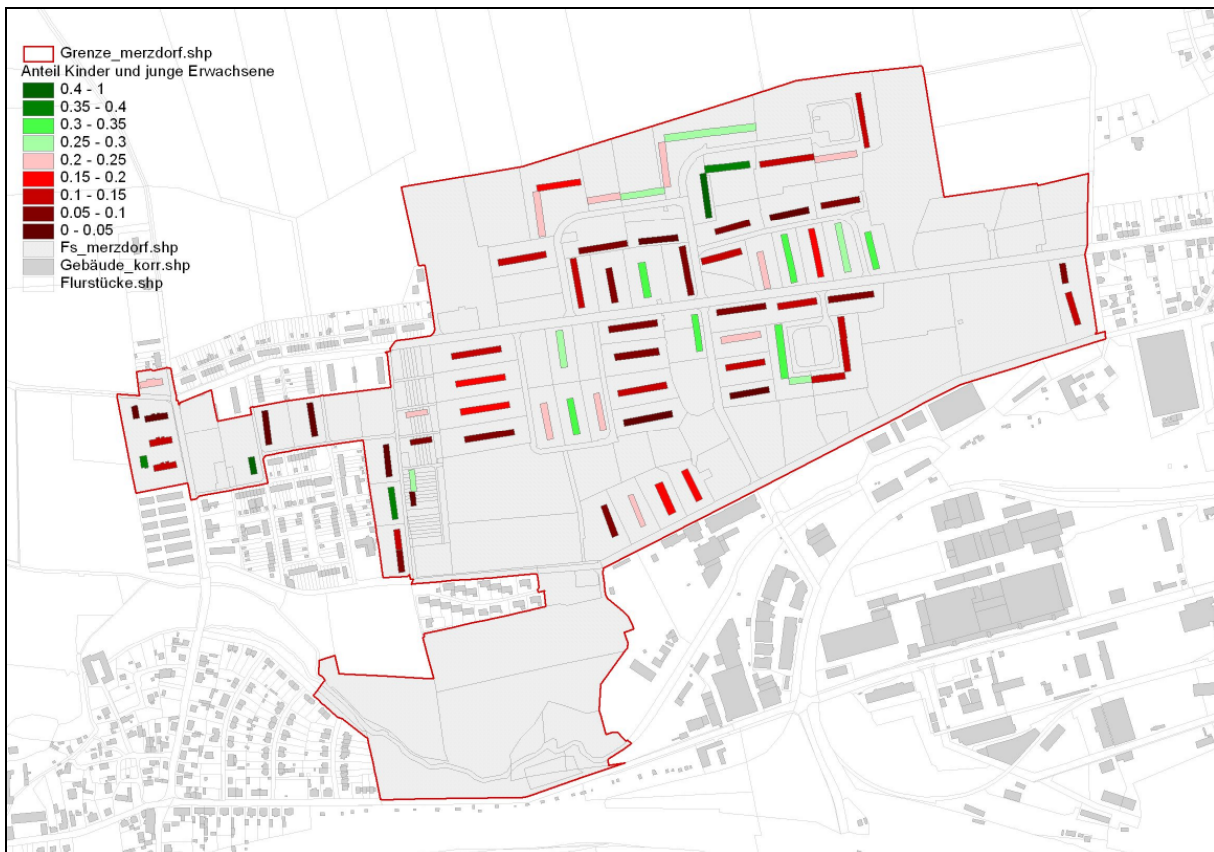 Grenze_merzdorf.shp
Anteil Kinder und junge Erwachsene
0.4 - 1
0.35 - 0.4
0.3 - 0.35
0.25 - 0.3
0.2 - 0.25
0.15 - 0.2
0.1 - 0.15
0.05 - 0.1
0 - 0.05
Fs_merzdorf.shp
Gebäude_korr.shp
Flurstücke.shp